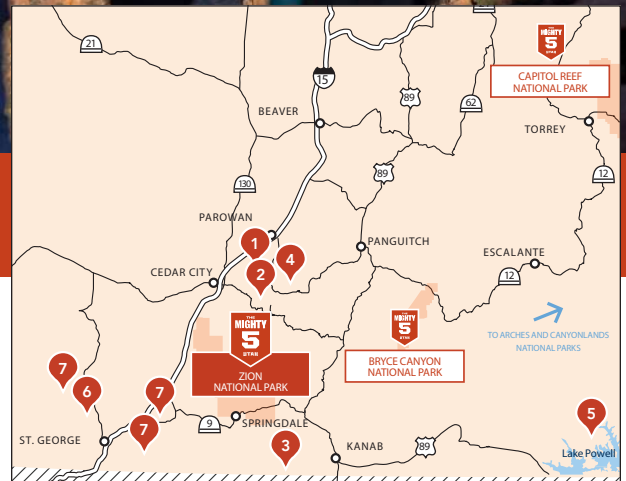 21
THE
MIGHTY
5
UTAH
CAPITOL REEF
NATIONAL PARK
15
89
62
BEAVER
TORREY
89
12
130
PAROWAN
1
PANGUITCH
4
ESCALANTE
CEDAR CITY
2
12
THE
MIGHTY
5
UTAH
THE
MIGHTY
5
UTAH
TO ARCHES AND CANYONLANDS
NATIONAL PARKS
BRYCE CANYON
NATIONAL PARK
ZION
NATIONAL PARK
7
6
7
5
9
SPRINGDALE
7
ST. GEORGE
3
KANAB
89
Lake Powell